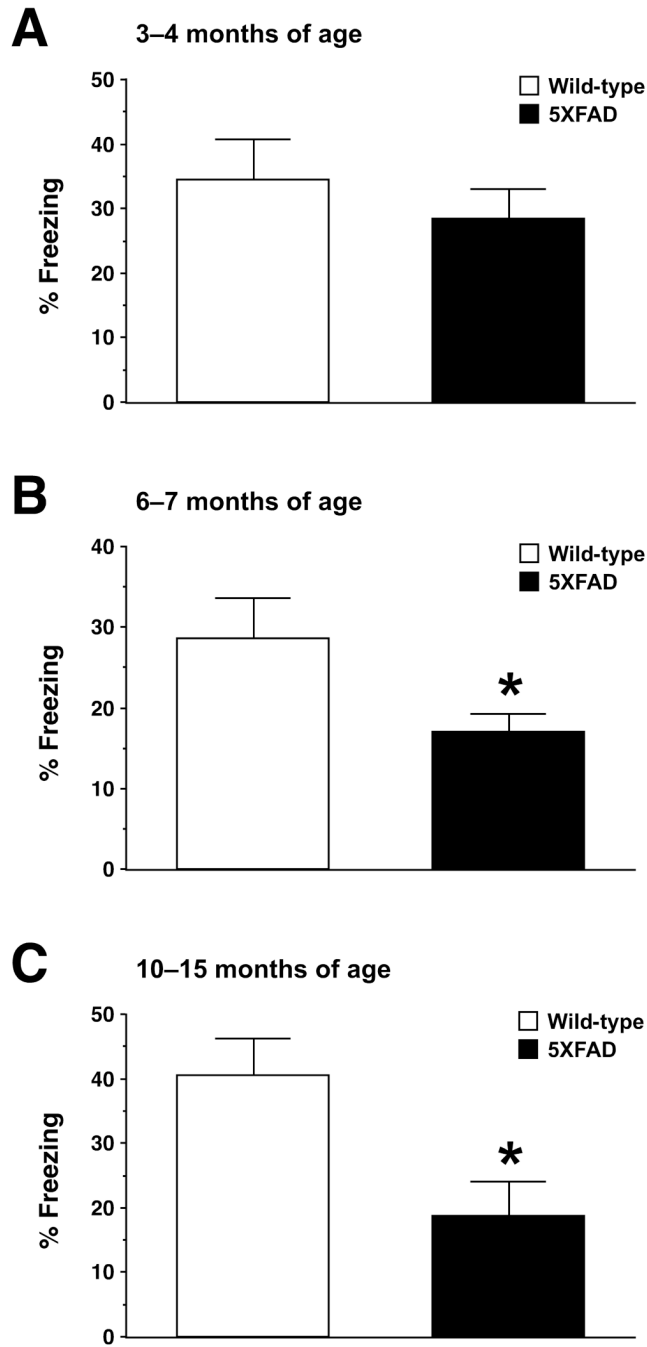 A
3–4 months of age
50
40
30
20
10
0
% Freezing
Wild-type
5XFAD
B
6–7 months of age
40
30
20
10
0
% Freezing
Wild-type
5XFAD
*
C
10–15 months of age
50
40
30
20
10
0
% Freezing
Wild-type
5XFAD
*